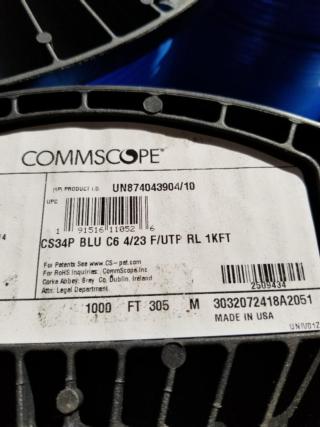 COMMSCOPE®
UN874043904/10
UPC
1 91516 11052 6
CS34P BLU C6 4/23 F/UTP RL 1KFT
For Patents See www.CS-pat.com
For RoHS Inquiries: CommScope Inc
Corke Abbey, Bray Co. Dublin, Ireland
Attn: Legal Department
2509434
1000 FT 305 M 3032072418A2051
MADE IN USA